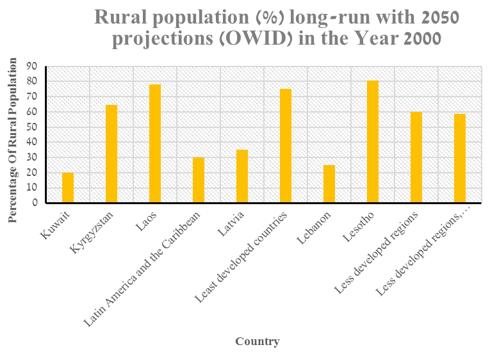 Rural population (%) long-run with 2050
projections (OWID) in the Year 2000
Percentage Of Rural Population
90
80
70
60
50
40
30
20
10
0
Kuwait
Kyrgyzstan
Laos
Latin America and the Caribbean
Latvia
Least developed countries
Lebanon
Lesotho
Less developed regions
Less developed regions,...
Country